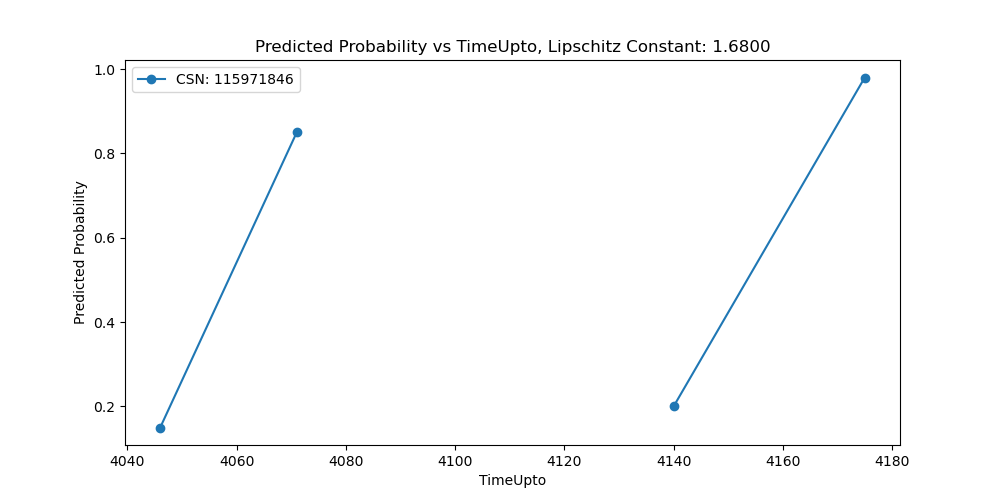 Predicted Probability vs TimeUpto, Lipschitz Constant: 1.6800
CSN: 115971846
Predicted Probability
1.0
0.8
0.6
0.4
0.2
4040 4060 4080 4100 4120 4140 4160 4180
TimeUpto